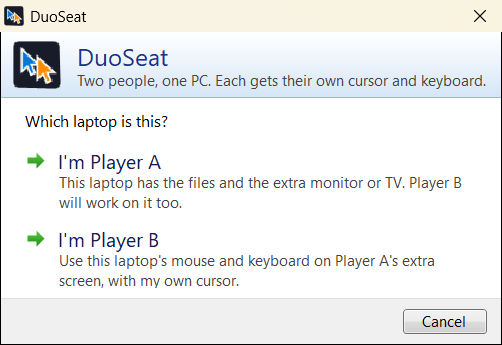 DuoSeat
DuoSeat
Two people, one PC. Each gets their own cursor and keyboard.
Which laptop is this?
I'm Player A
This laptop has the files and the extra monitor or TV. Player B
will work on it too.
I'm Player B
Use this laptop's mouse and keyboard on Player A's extra
screen, with my own cursor.
Cancel